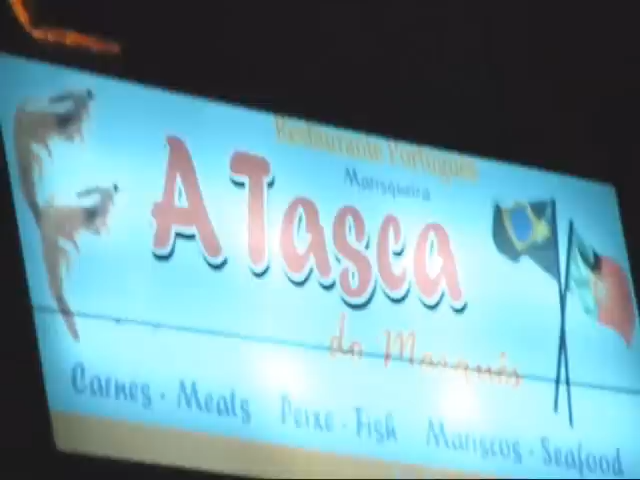 Restaurante Português
Marisqueira
A Tasca
do Marquês
Carnes · Meats Peixe · Fish Mariscos · Seafood